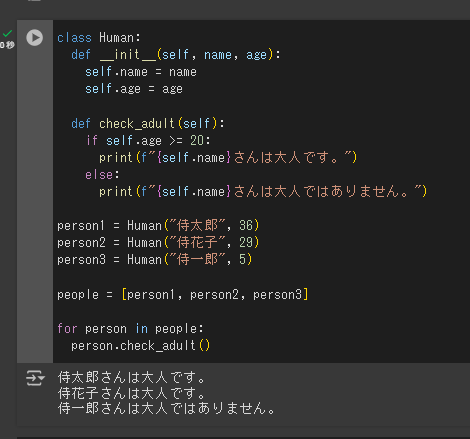 0秒
class Human:
  def __init__(self, name, age):
    self.name = name
    self.age = age

  def check_adult(self):
    if self.age >= 20:
      print(f"{self.name}さんは大人です。")
    else:
      print(f"{self.name}さんは大人ではありません。")

person1 = Human("侍太郎", 36)
person2 = Human("侍花子", 29)
person3 = Human("侍一郎", 5)

people = [person1, person2, person3]

for person in people:
  person.check_adult()
侍太郎さんは大人です。
侍花子さんは大人です。
侍一郎さんは大人ではありません。